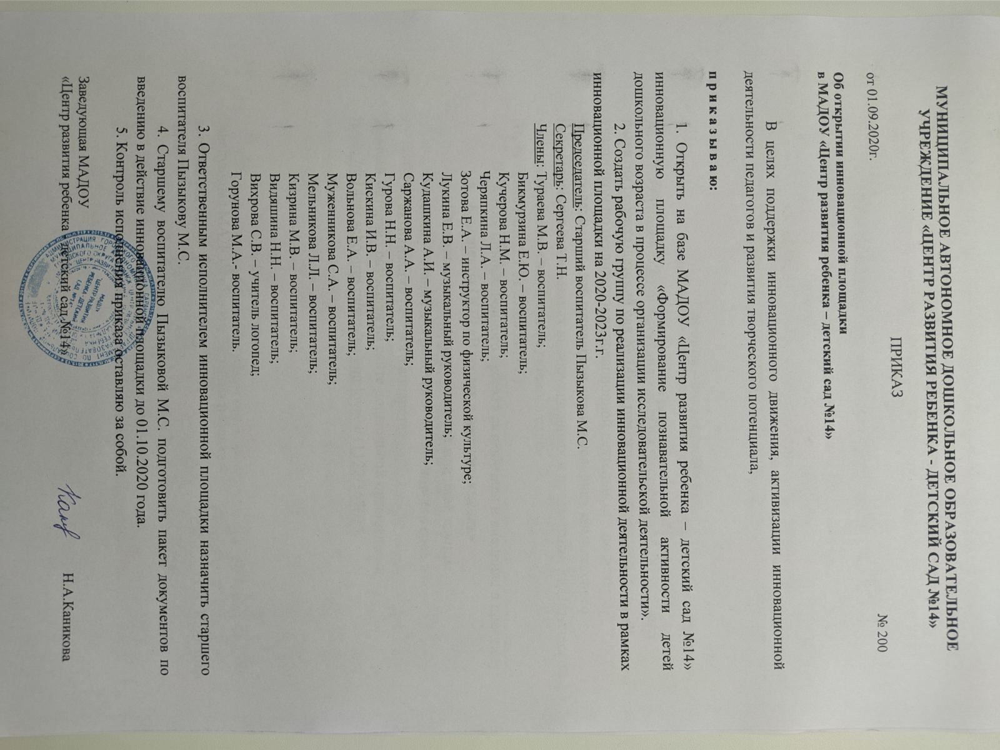 МУНИЦИПАЛЬНОЕ АВТОНОМНОЕ ДОШКОЛЬНОЕ ОБРАЗОВАТЕЛЬНОЕ
УЧРЕЖДЕНИЕ «ЦЕНТР РАЗВИТИЯ РЕБЕНКА - ДЕТСКИЙ САД №14»
ПРИКАЗ
от 01.09.2020г. № 200
Об открытии инновационной площадки
в МАДОУ «Центр развития ребенка – детский сад №14»
В целях поддержки инновационного движения, активизации инновационной
деятельности педагогов и развития творческого потенциала,
п р и к а з ы в а ю:
1. Открыть на базе МАДОУ «Центр развития ребенка – детский сад №14»
инновационную площадку «Формирование познавательной активности детей
дошкольного возраста в процессе организации исследовательской деятельности».
2. Создать рабочую группу по реализации инновационной деятельности в рамках
инновационной площадки на 2020-2023г.г.
Председатель: Старший воспитатель Пызыкова М.С.
Секретарь: Сергеева Т.Н.
Члены: Тураева М.В. – воспитатель;
Бикмурзина Е.Ю. – воспитатель;
Кучерова Н.М. – воспитатель;
Черяпкина Л.А. – воспитатель;
Зотова Е.А. – инструктор по физической культуре;
Лукина Е.В. – музыкальный руководитель;
Кудашкина А.И. – музыкальный руководитель;
Саржанова А.А. – воспитатель;
Гурова Н.Н. – воспитатель;
Кискина И.В. – воспитатель;
Вольнова Е.А. – воспитатель;
Муженникова С.А. – воспитатель;
Мельникова Л.Л. – воспитатель;
Кизрина М.В. – воспитатель;
Видяшина Н.Н. – воспитатель;
Вихрова С.В. – учитель логопед;
Горунова М.А.- воспитатель.
3. Ответственным исполнителем инновационной площадки назначить старшего
воспитателя Пызыкову М.С.
4. Старшему воспитателю Пызыковой М.С. подготовить пакет документов по
введению в действие инновационной площадки до 01.10.2020 года.
5. Контроль исполнения приказа оставляю за собой.
Заведующая МАДОУ
«Центр развития ребенка – детский сад №14» Н.А.Каникова
МАДОУ
"ЦЕНТР РАЗВИТИЯ
РЕБЕНКА - ДЕТСКИЙ
САД №14"